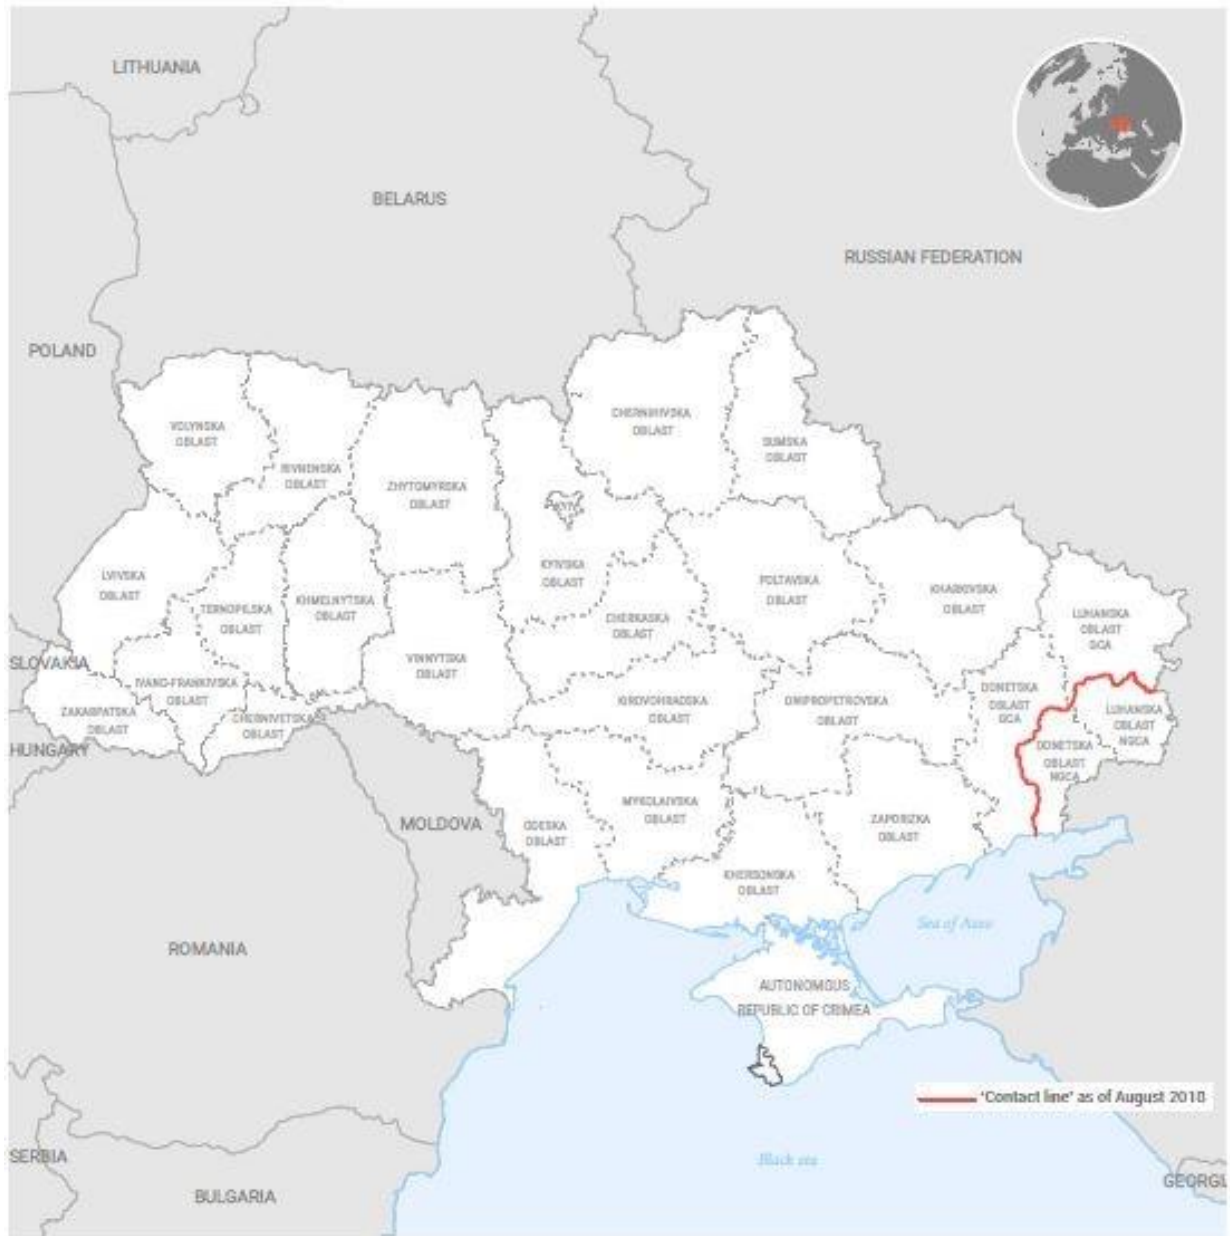 LITHUANIA
BELARUS
RUSSIAN FEDERATION
POLAND
CHERNIHIVSKA
OBLAST
VOLYNSKA
OBLAST
SUMSKA
OBLAST
RIVNENSKA
OBLAST
ZHYTOMYRSKA
OBLAST
KYIV
KYIVSKA
OBLAST
LVIVSKA
OBLAST
TERNOPILSKA
OBLAST
KHMELNYTSKA
OBLAST
CHERKASKA
OBLAST
POLTAVSKA
OBLAST
KHARKIVSKA
OBLAST
LUHANSKA
OBLAST
GCA
SLOVAKIA
IVANO-FRANKIVSKA
OBLAST
VINNYTSKA
OBLAST
KIROVOHRADSKA
OBLAST
DNIPROPETROVSKA
OBLAST
DONETSKA
OBLAST
GCA
LUHANSKA
OBLAST
NGCA
ZAKARPATSKA
OBLAST
CHERNIVETSKA
OBLAST
HUNGARY
DONETSKA
OBLAST
NGCA
MOLDOVA
ODESKA
OBLAST
MYKOLAIVSKA
OBLAST
ZAPORIZKA
OBLAST
KHERSONSKA
OBLAST
Sea of Azov
ROMANIA
AUTONOMOUS
REPUBLIC OF CRIMEA
'Contact line' as of August 2018
SERBIA
Black sea
BULGARIA
GEORGI